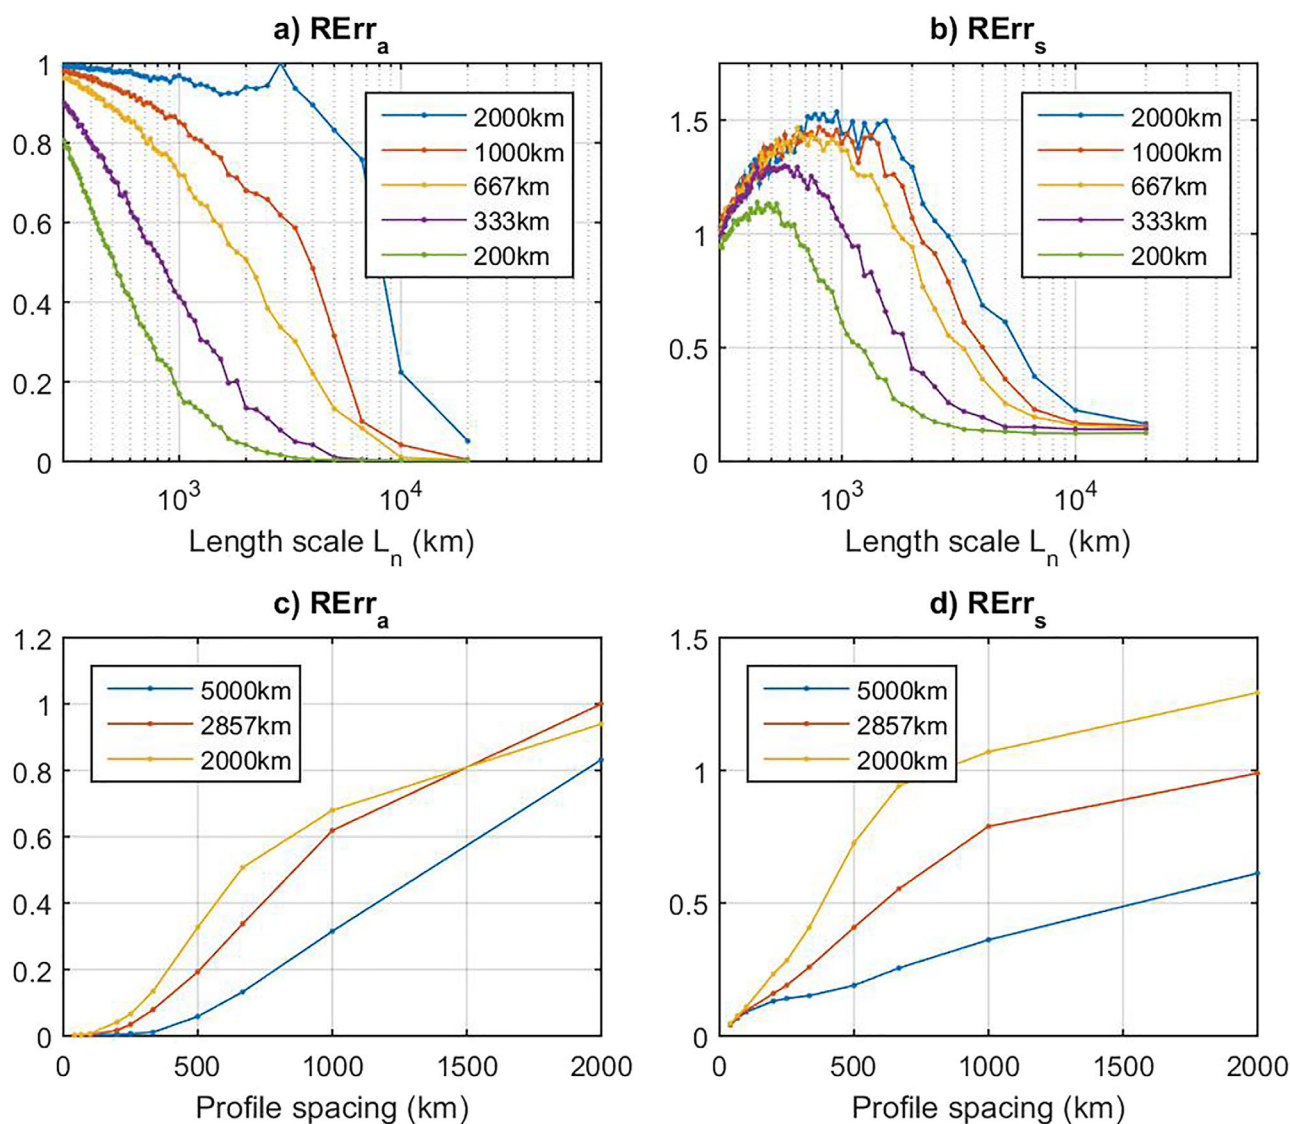 a) RErr_a
1
0.8
0.6
0.4
0.2
0
10^3
10^4
Length scale L_n (km)
2000km
1000km
667km
333km
200km
b) RErr_s
1.5
1
0.5
0
10^3
10^4
Length scale L_n (km)
2000km
1000km
667km
333km
200km
c) RErr_a
1.2
1
0.8
0.6
0.4
0.2
0
0
500
1000
1500
2000
Profile spacing (km)
5000km
2857km
2000km
d) RErr_s
1.5
1
0.5
0
0
500
1000
1500
2000
Profile spacing (km)
5000km
2857km
2000km